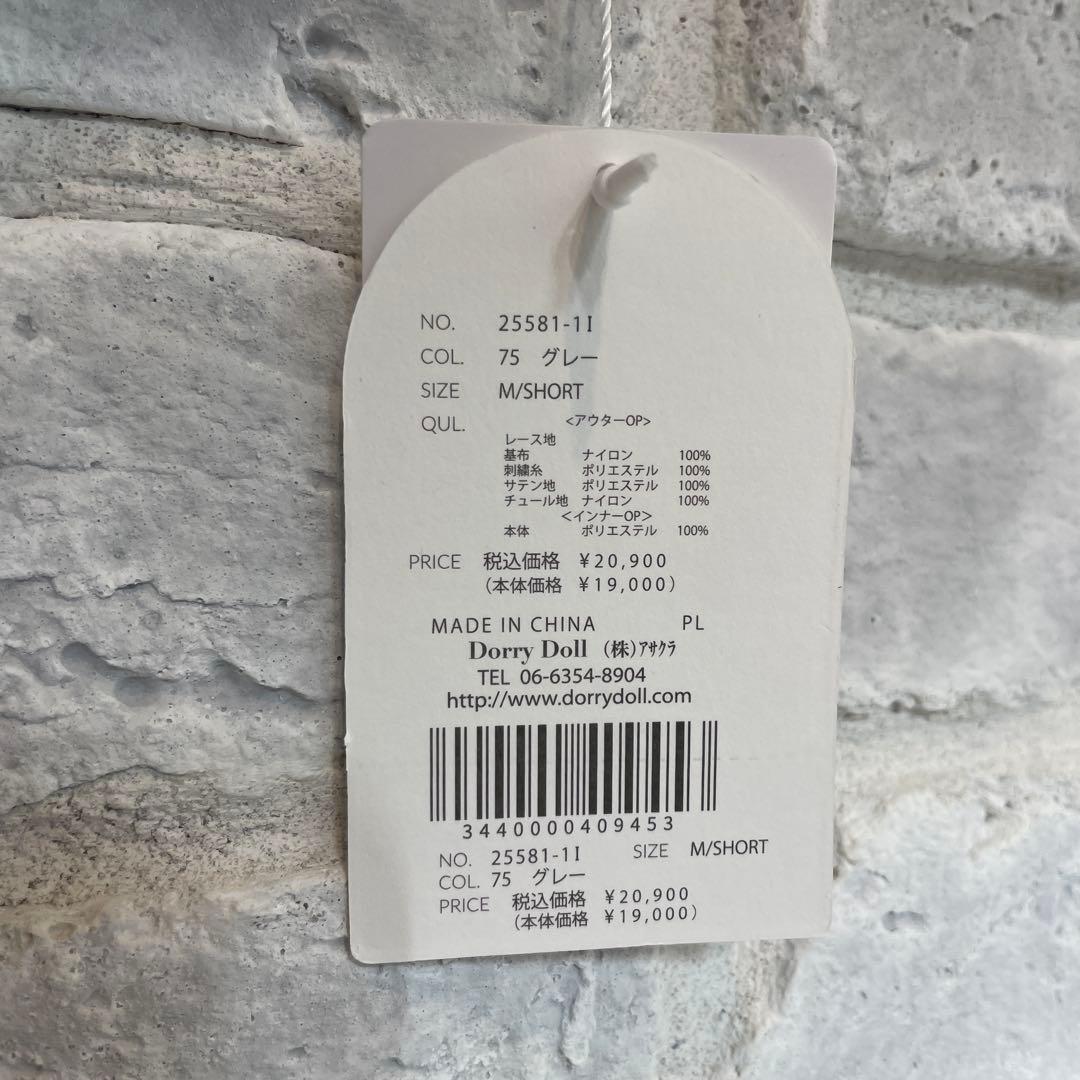 NO. 25581-1I
COL. 75 グレー
SIZE M/SHORT
QUL. <アウターOP>
レース地
基布 ナイロン 100%
刺繍糸 ポリエステル 100%
サテン地 ポリエステル 100%
チュール地 ナイロン 100%
<インナーOP>
本体 ポリエステル 100%
PRICE 税込価格 ¥20,900
(本体価格 ¥19,000)
MADE IN CHINA PL
Dorry Doll (株)ｱｻｸﾗ
TEL 06-6354-8904
http://www.dorrydoll.com
3440000409453
NO. 25581-1I SIZE M/SHORT
COL. 75 グレー
PRICE 税込価格 ¥20,900
(本体価格 ¥19,000)